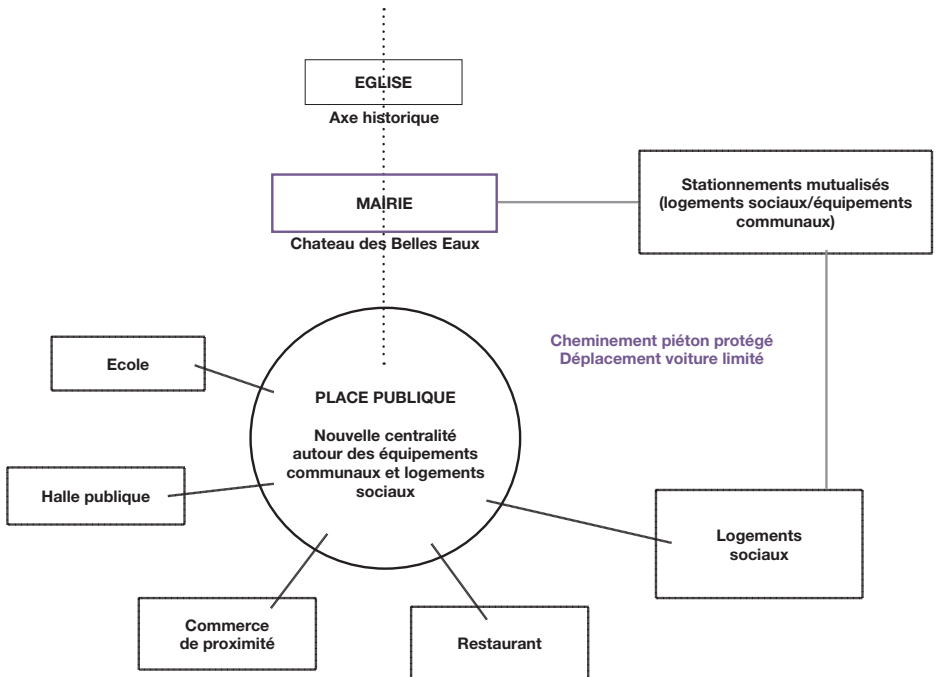 EGLISE
Axe historique
MAIRIE
Chateau des Belles Eaux
Stationnements mutualisés
(logements sociaux/équipements
communaux)
Cheminement piéton protégé
Déplacement voiture limité
Ecole
PLACE PUBLIQUE
Nouvelle centralité
autour des équipements
communaux et logements
sociaux
Halle publique
Logements
sociaux
Commerce
de proximité
Restaurant